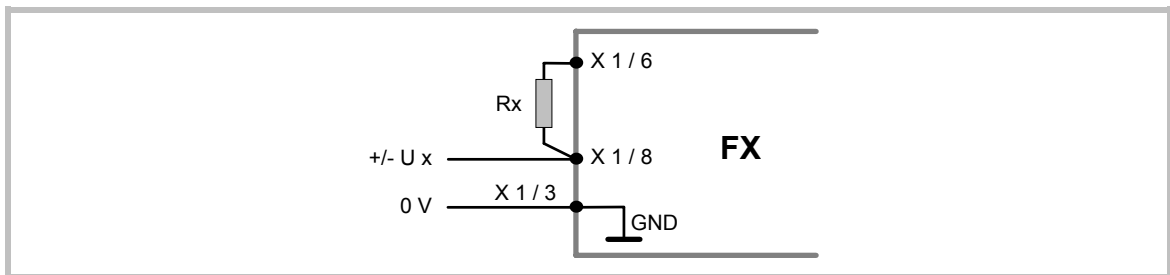 X 1 / 6
Rx
+/- U x
X 1 / 8
FX
X 1 / 3
0 V
GND